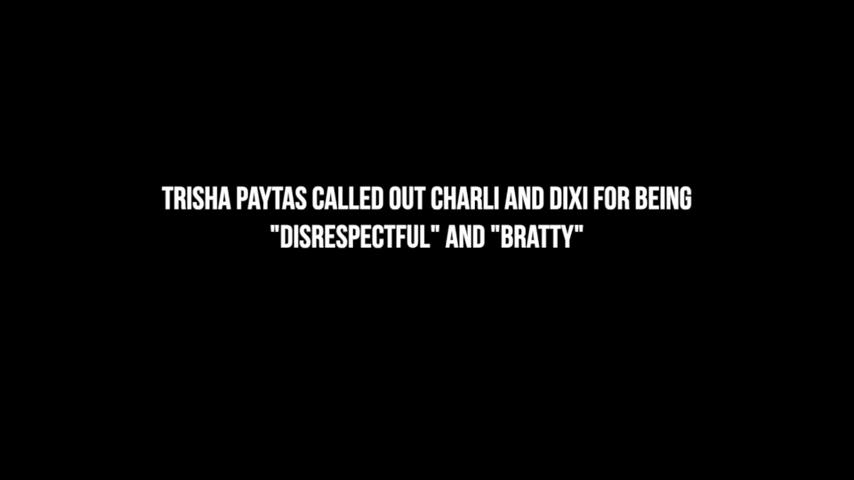 TRISHA PAYTAS CALLED OUT CHARLI AND DIXI FOR BEING
"DISRESPECTFUL" AND "BRATTY"